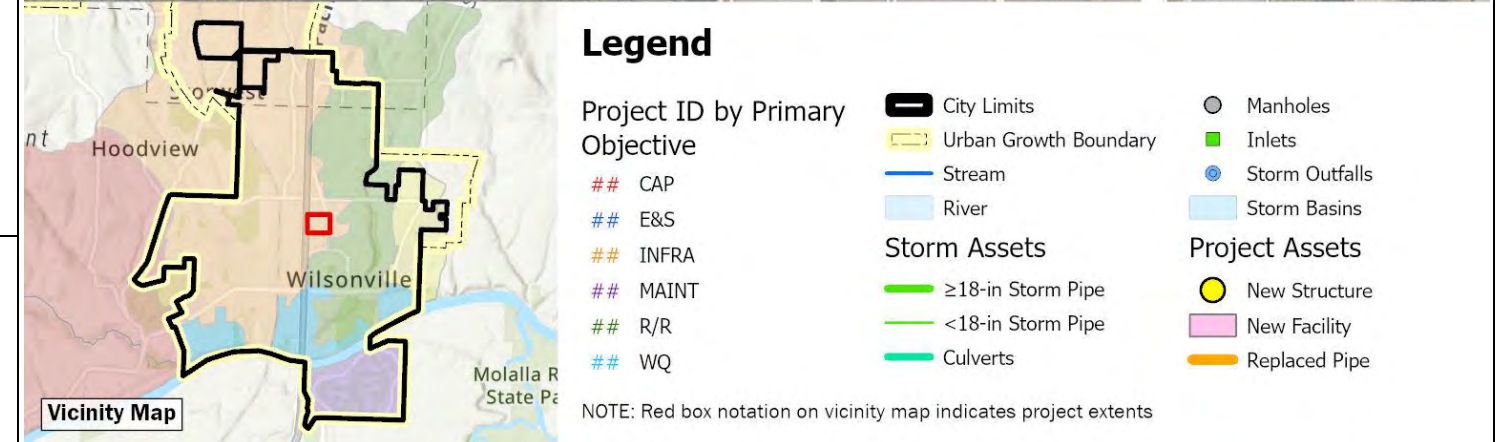 Hoodview
Wilsonville
Molalla R
State Pa
Vicinity Map
Legend
Project ID by Primary
Objective
## CAP
## E&S
## INFRA
## MAINT
## R/R
## WQ
City Limits
Urban Growth Boundary
Stream
River
Storm Assets
≥18-in Storm Pipe
<18-in Storm Pipe
Culverts
Manholes
Inlets
Storm Outfalls
Storm Basins
Project Assets
New Structure
New Facility
Replaced Pipe
NOTE: Red box notation on vicinity map indicates project extents